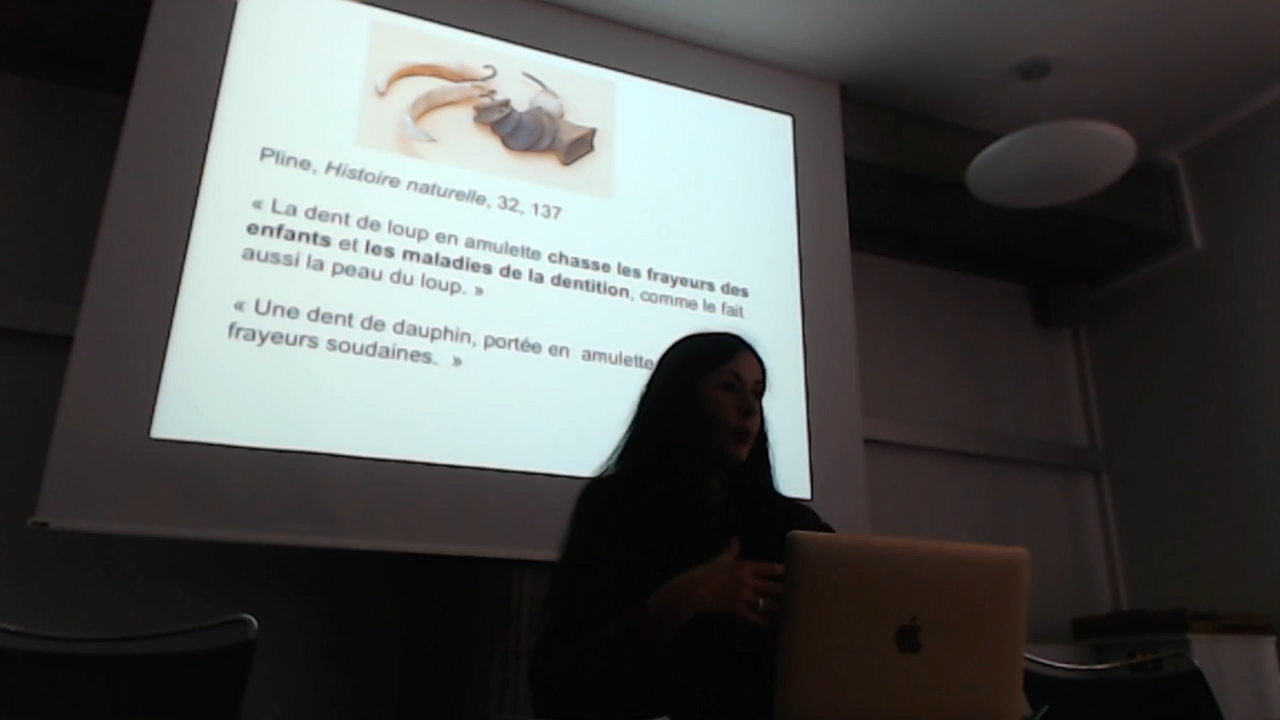 Pline, Histoire naturelle, 32, 137
« La dent de loup en amulette chasse les frayeurs des
enfants et les maladies de la dentition, comme le fait
aussi la peau du loup. »
« Une dent de dauphin, portée en amulette
frayeurs soudaines. »